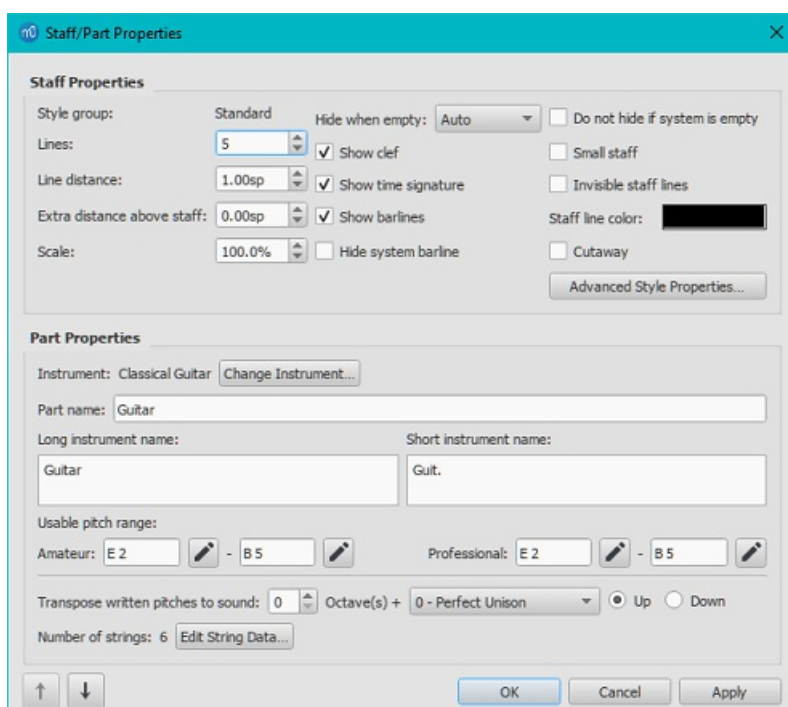 Staff/Part Properties
Staff Properties
Style group: Standard
Hide when empty: Auto
Do not hide if system is empty
Lines: 5
Show clef
Small staff
Line distance: 1.00sp
Show time signature
Invisible staff lines
Extra distance above staff: 0.00sp
Show barlines
Staff line color:
Scale: 100.0%
Hide system barline
Cutaway
Advanced Style Properties...
Part Properties
Instrument: Classical Guitar Change Instrument...
Part name: Guitar
Long instrument name:
Short instrument name:
Guitar
Guit.
Usable pitch range:
Amateur: E 2 - B 5
Professional: E 2 - B 5
Transpose written pitches to sound: 0 Octave(s) + 0 - Perfect Unison Up Down
Number of strings: 6 Edit String Data...
OK Cancel Apply